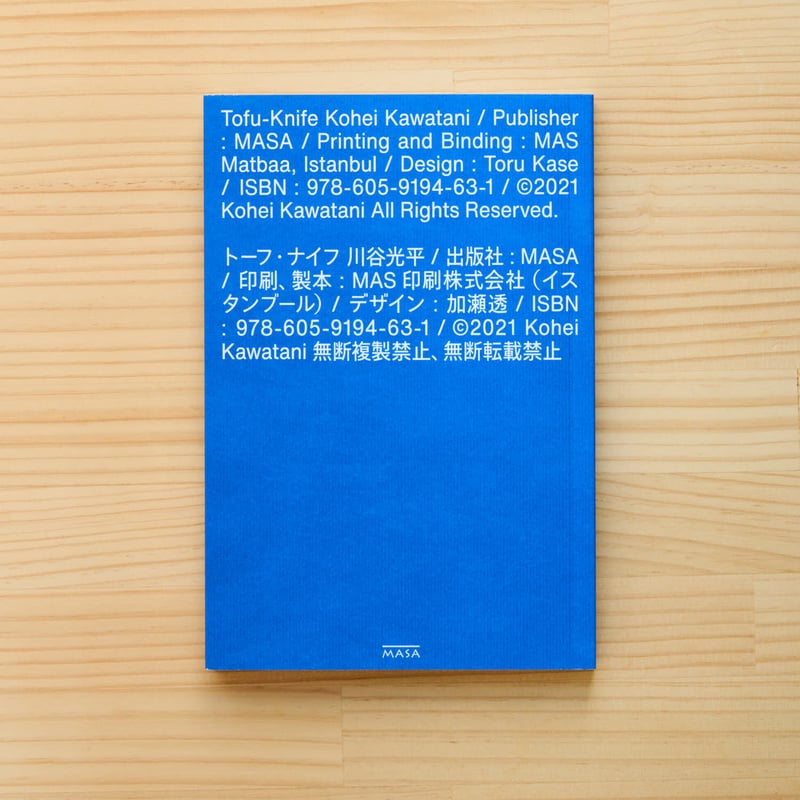 Tofu-Knife Kohei Kawatani / Publisher
: MASA / Printing and Binding : MAS
Matbaa, Istanbul / Design : Toru Kase
/ ISBN : 978-605-9194-63-1 / ©2021
Kohei Kawatani All Rights Reserved.
トーフ・ナイフ 川谷光平 / 出版社 : MASA
/ 印刷、製本 : MAS 印刷株式会社（イス
タンブール）/ デザイン : 加瀬透 / ISBN
: 978-605-9194-63-1 / ©2021 Kohei
Kawatani 無断複製禁止、無断転載禁止
MASA